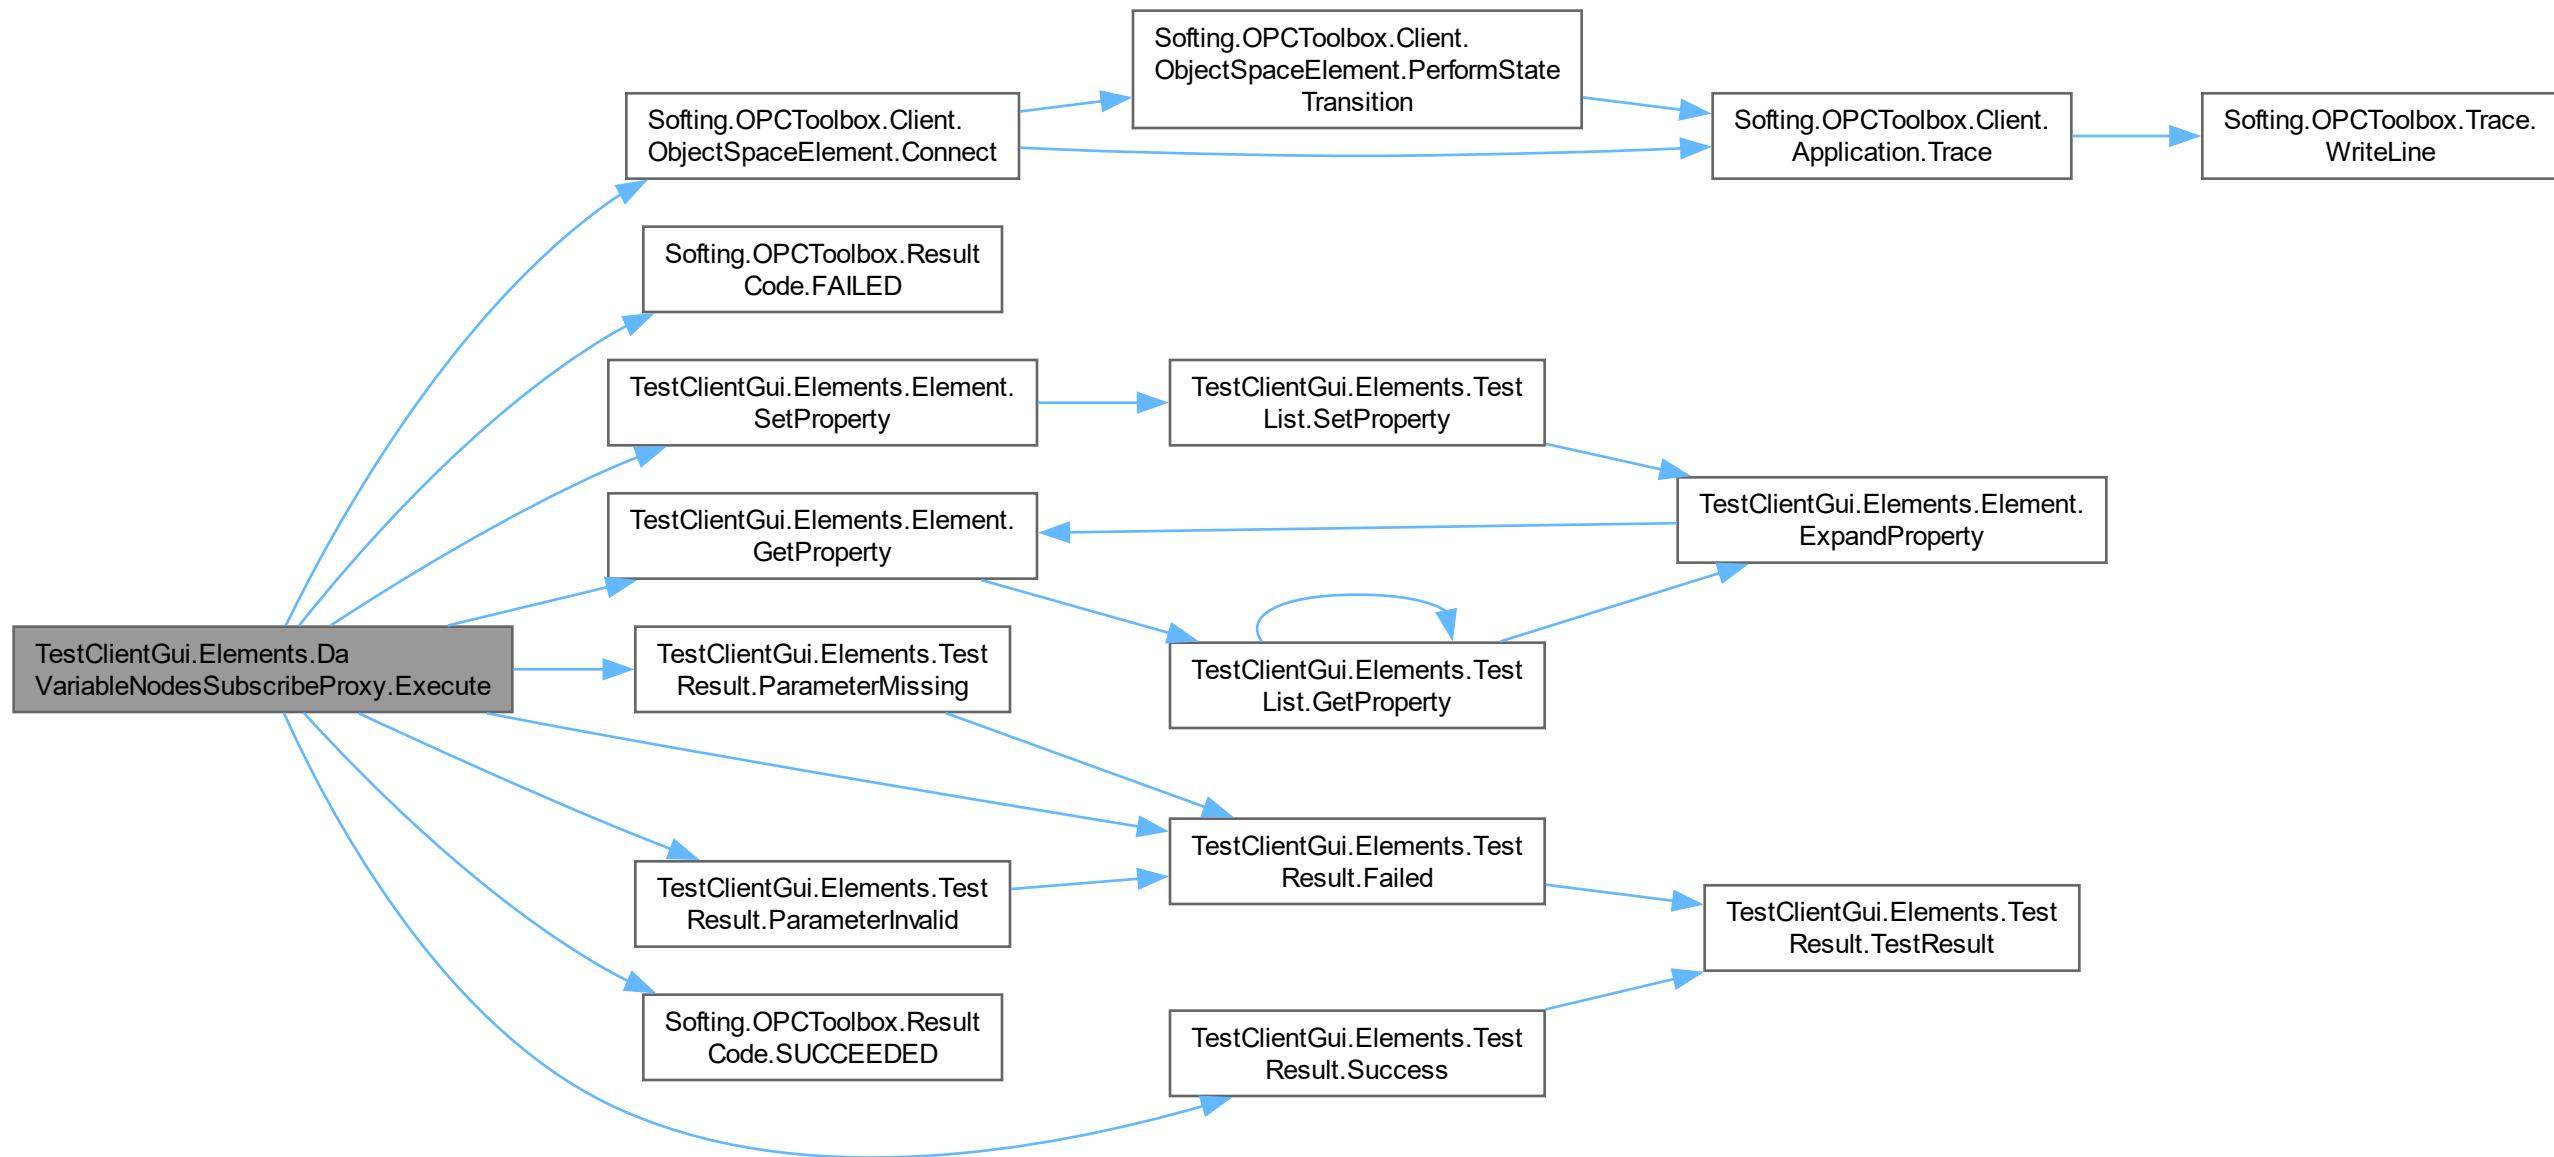 Softing.OPCToolbox.Client.
ObjectSpaceElement.PerformState
Transition
Softing.OPCToolbox.Client.
ObjectSpaceElement.Connect
Softing.OPCToolbox.Client.
Application.Trace
Softing.OPCToolbox.Trace.
WriteLine
Softing.OPCToolbox.Result
Code.FAILED
TestClientGui.Elements.Element.
SetProperty
TestClientGui.Elements.Test
List.SetProperty
TestClientGui.Elements.Element.
GetProperty
TestClientGui.Elements.Element.
ExpandProperty
TestClientGui.Elements.Da
VariableNodesSubscribeProxy.Execute
TestClientGui.Elements.Test
Result.ParameterMissing
TestClientGui.Elements.Test
List.GetProperty
TestClientGui.Elements.Test
Result.Failed
TestClientGui.Elements.Test
Result.ParameterInvalid
TestClientGui.Elements.Test
Result.TestResult
Softing.OPCToolbox.Result
Code.SUCCEEDED
TestClientGui.Elements.Test
Result.Success